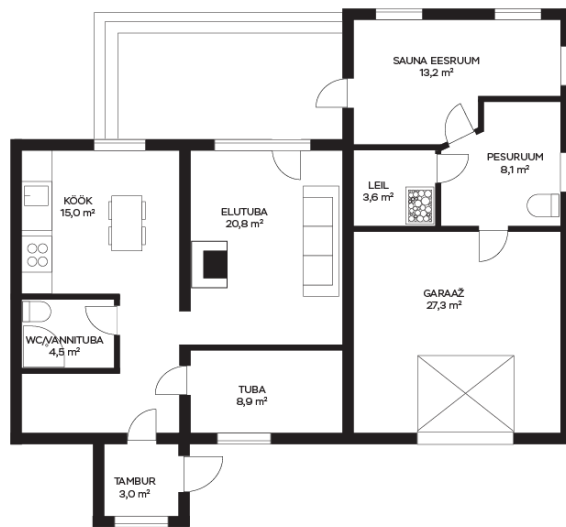 SAUNA EESRUUM
13,2 m²
PESURUUM
8,1 m²
LEIL
3,6 m²
KÖÖK
15,0 m²
ELUTUBA
20,8 m²
GARAAŽ
27,3 m²
WC/VANNITUBA
4,5 m²
TUBA
8,9 m²
TAMBUR
3,0 m²